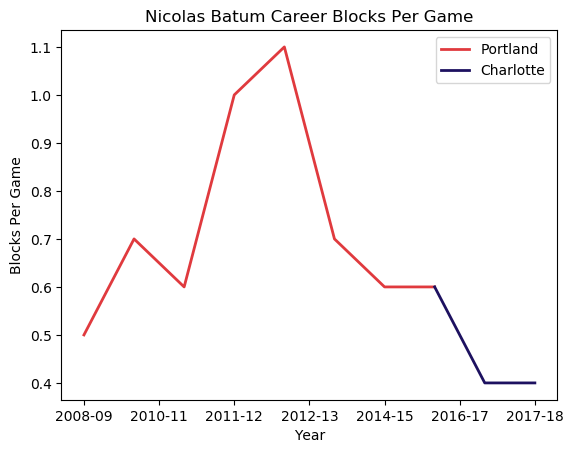 Nicolas Batum Career Blocks Per Game
Portland
Charlotte
Blocks Per Game
1.1
1.0
0.9
0.8
0.7
0.6
0.5
0.4
2008-09 2010-11 2011-12 2012-13 2014-15 2016-17 2017-18
Year